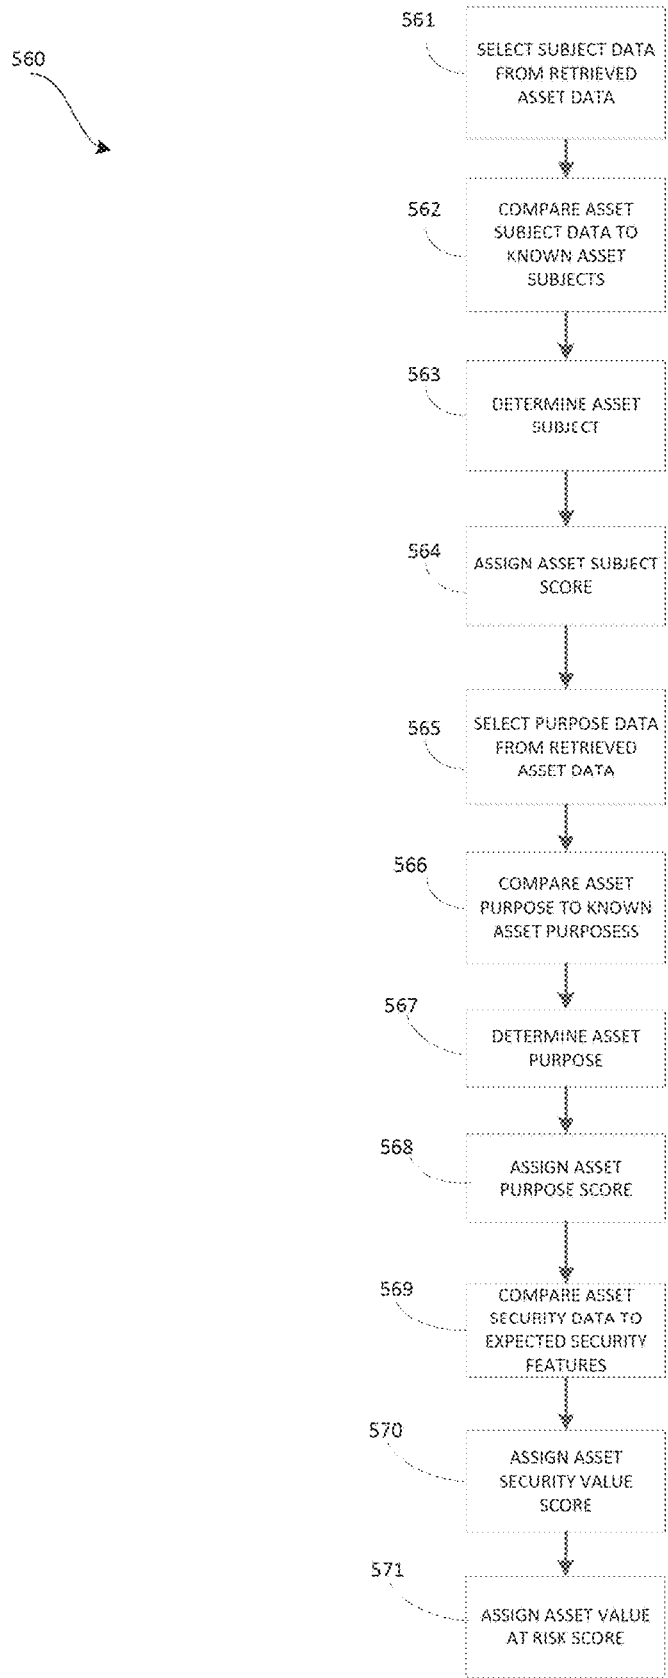 560
561
SELECT SUBJECT DATA
FROM RETRIEVED
ASSET DATA
562
COMPARE ASSET
SUBJECT DATA TO
KNOWN ASSET
SUBJECTS
563
DETERMINE ASSET
SUBJECT
564
ASSIGN ASSET SUBJECT
SCORE
565
SELECT PURPOSE DATA
FROM RETRIEVED
ASSET DATA
566
COMPARE ASSET
PURPOSE TO KNOWN
ASSET PURPOSESS
567
DETERMINE ASSET
PURPOSE
568
ASSIGN ASSET
PURPOSE SCORE
569
COMPARE ASSET
SECURITY DATA TO
EXPECTED SECURITY
FEATURES
570
ASSIGN ASSET
SECURITY VALUE
SCORE
571
ASSIGN ASSET VALUE
AT RISK SCORE